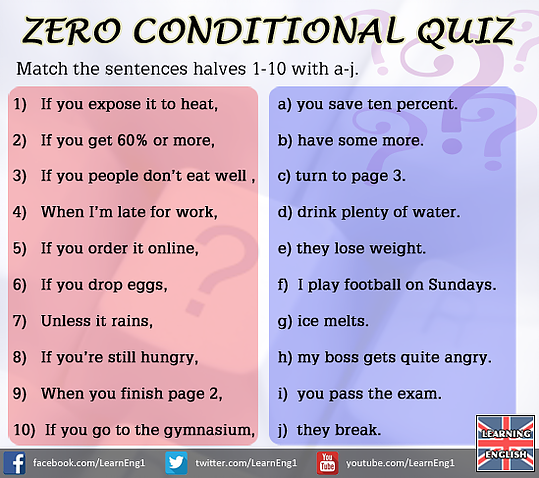 ZERO CONDITIONAL QUIZ
Match the sentences halves 1-10 with a-j.
1) If you expose it to heat,
2) If you get 60% or more,
3) If you people don't eat well ,
4) When I'm late for work,
5) If you order it online,
6) If you drop eggs,
7) Unless it rains,
8) If you're still hungry,
9) When you finish page 2,
10) If you go to the gymnasium,
a) you save ten percent.
b) have some more.
c) turn to page 3.
d) drink plenty of water.
e) they lose weight.
f) I play football on Sundays.
g) ice melts.
h) my boss gets quite angry.
i) you pass the exam.
j) they break.
LEARNING
ENGLISH
facebook.com/LearnEng1
twitter.com/LearnEng1
You
Tube
youtube.com/LearnEng1